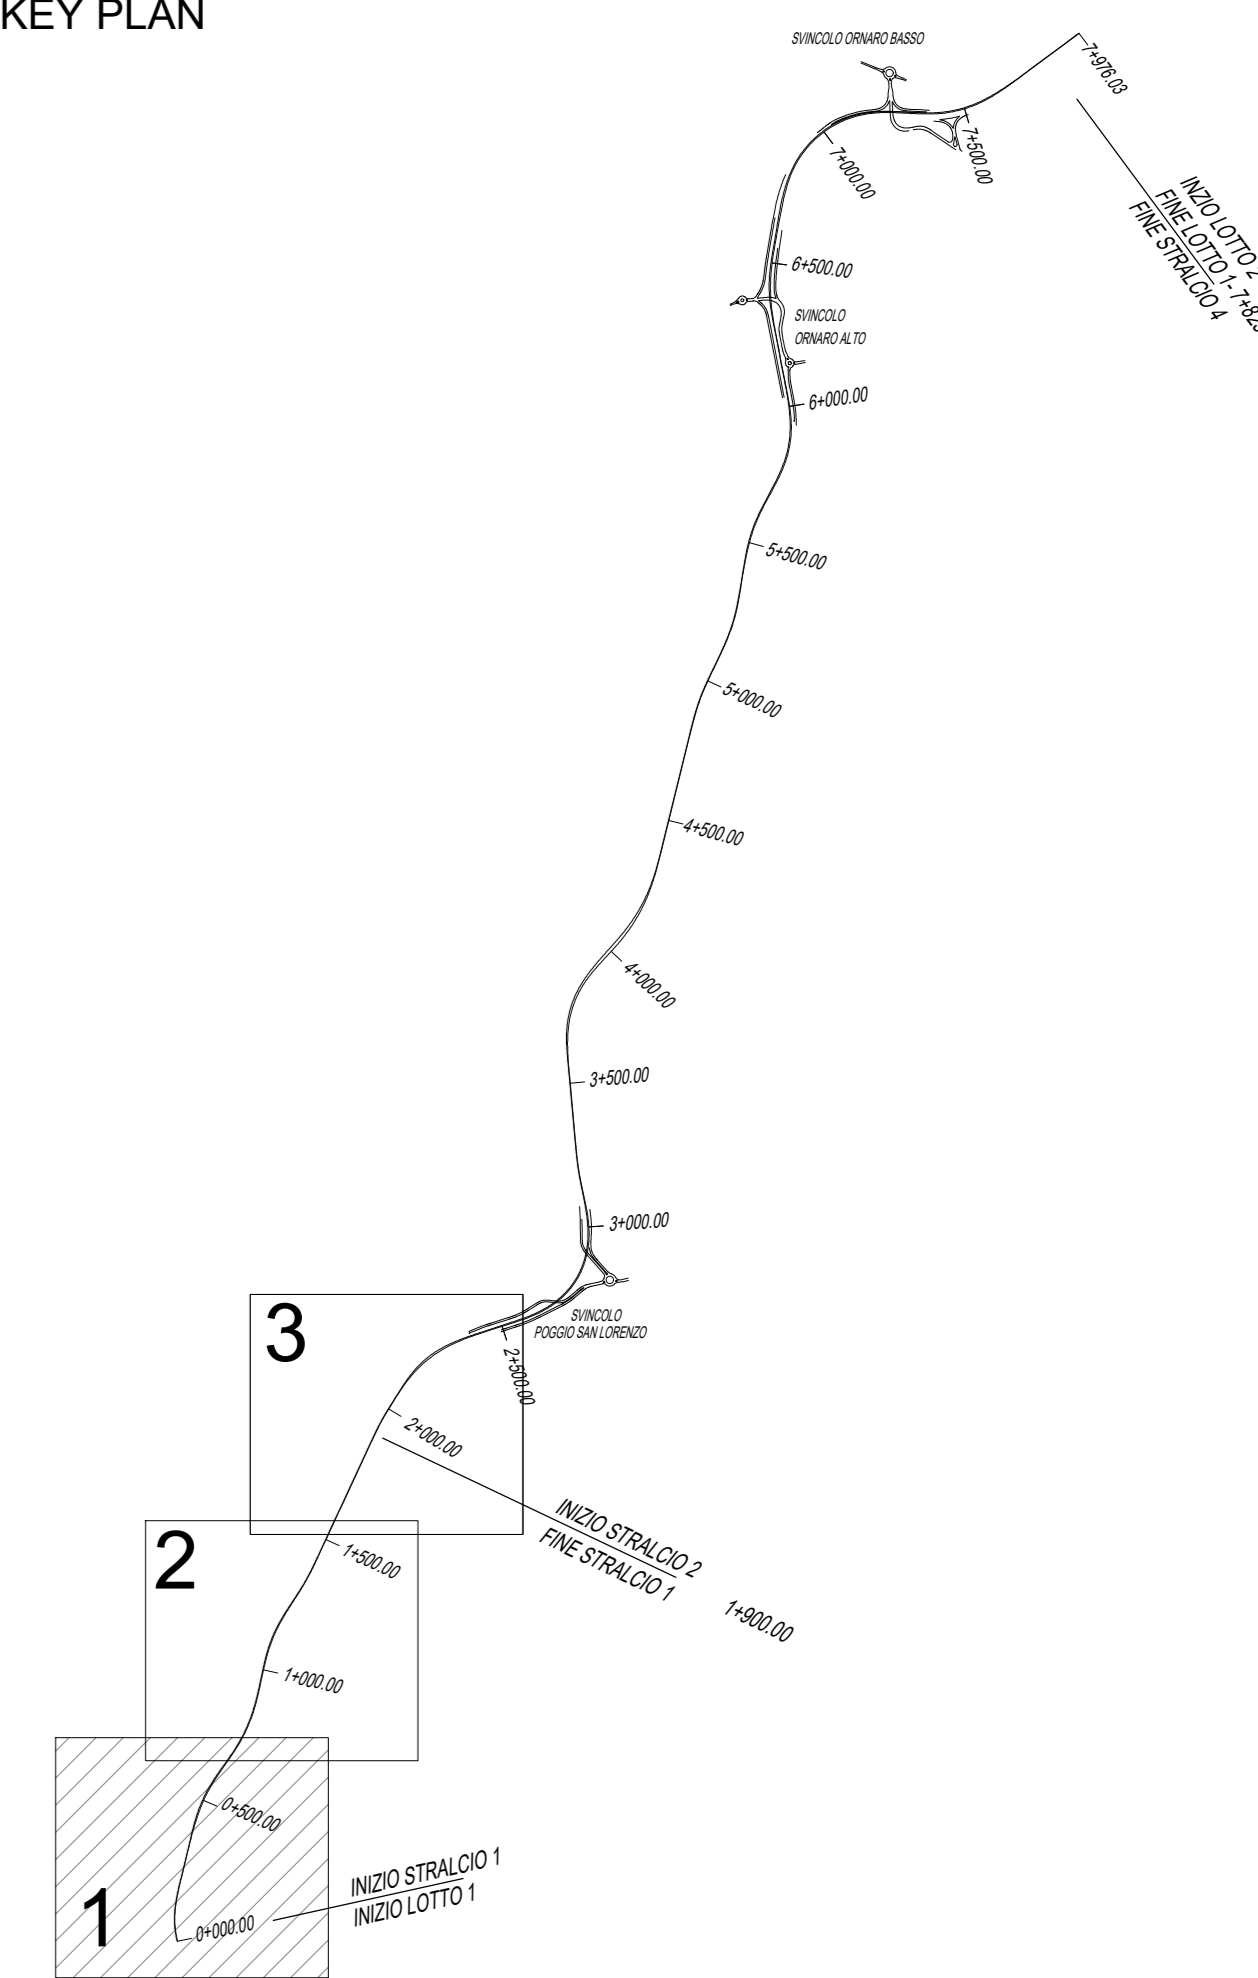 KEY PLAN
SVINCOLO ORNARO BASSO
7+976.03
7+500.00
7+000.00
INZIO LOTTO 2
FINE LOTTO 1-
FINE STRALCIO 4
6+500.00
SVINCOLO
ORNARO ALTO
6+000.00
5+500.00
5+000.00
4+500.00
4+000.00
3+500.00
3+000.00
SVINCOLO
POGGIO SAN LORENZO
3
2+500.00
2+000.00
INIZIO STRALCIO 2
FINE STRALCIO 1
1+900.00
2
1+500.00
1+000.00
0+500.00
INIZIO STRALCIO 1
INIZIO LOTTO 1
1
0+000.00